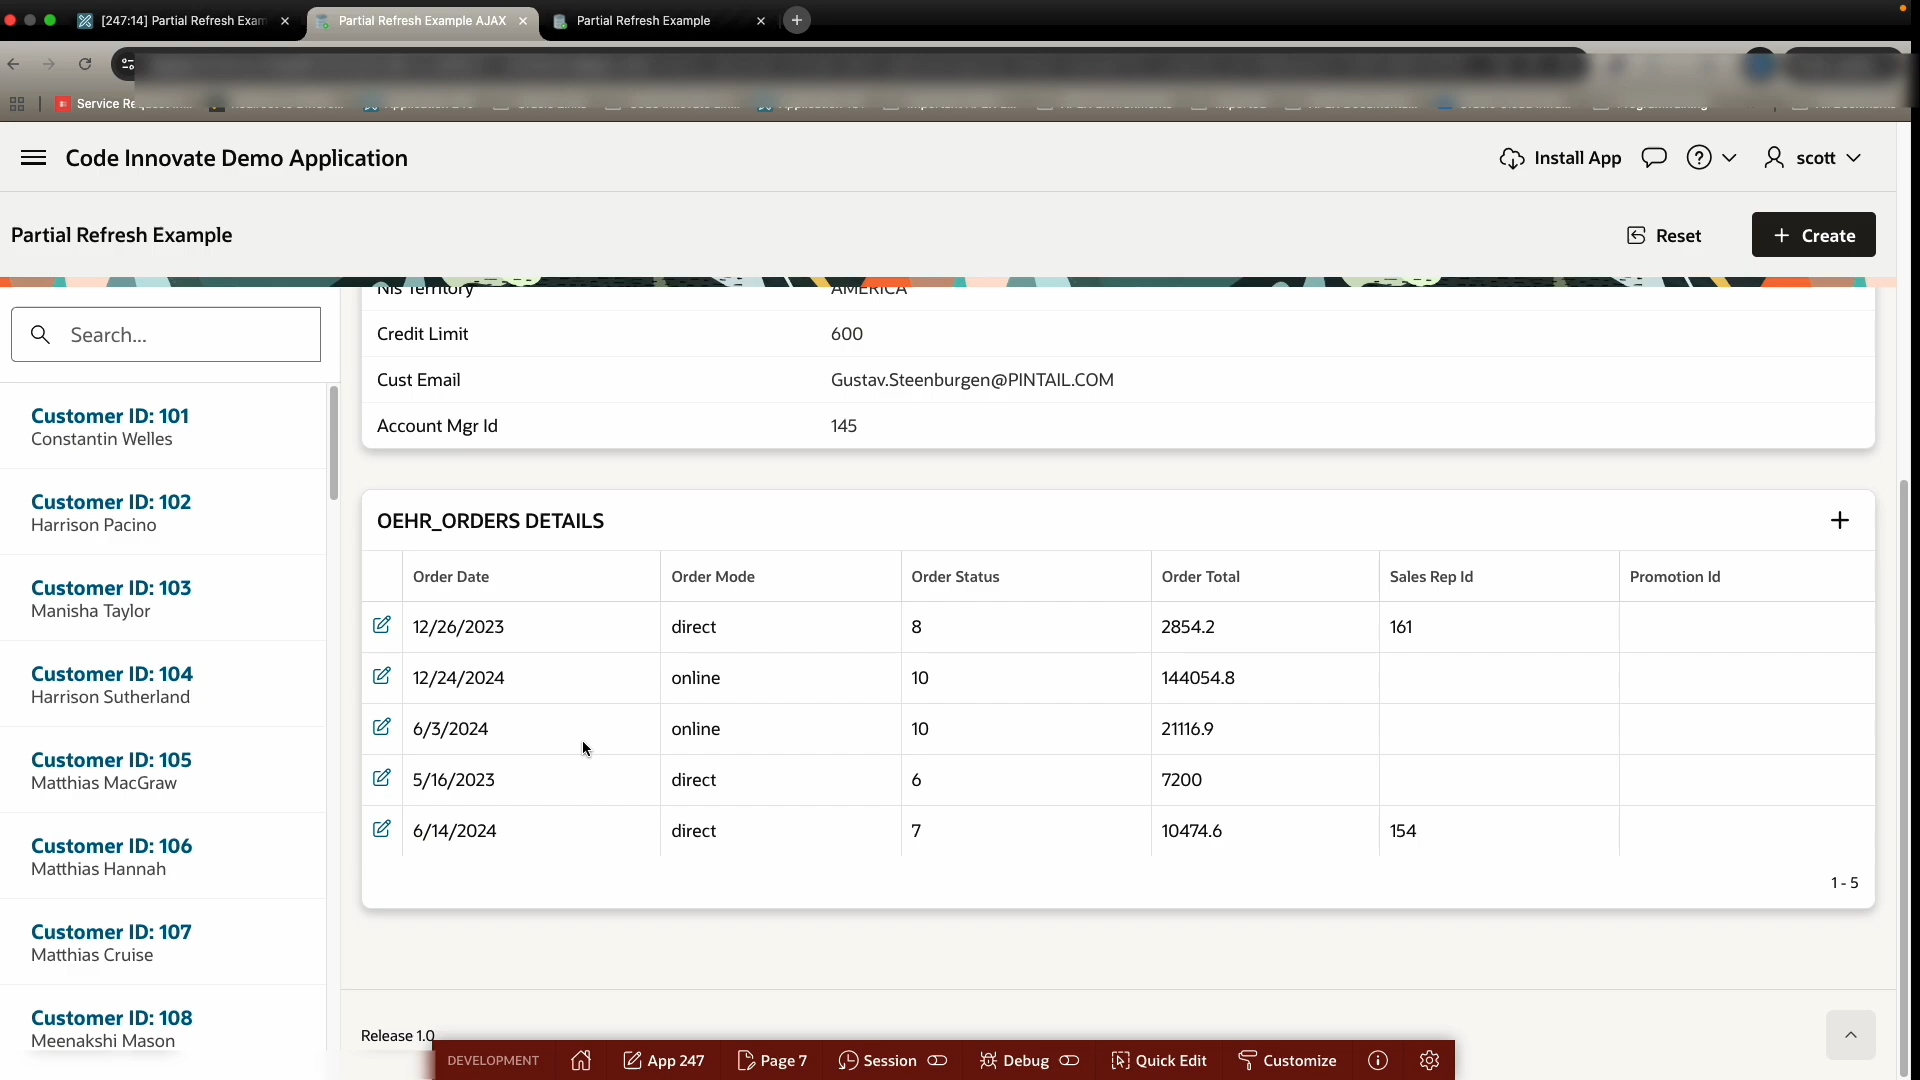 [247:14] Partial Refresh Exam
Partial Refresh Example AJAX
Partial Refresh Example
Service Re
Code Innovate Demo Application
Install App
scott
Partial Refresh Example
Reset
Create
Search...
Nls Territory AMERICA
Credit Limit 600
Cust Email Gustav.Steenburgen@PINTAIL.COM
Account Mgr Id 145
Customer ID: 101
Constantin Welles
Customer ID: 102
Harrison Pacino
Customer ID: 103
Manisha Taylor
Customer ID: 104
Harrison Sutherland
Customer ID: 105
Matthias MacGraw
Customer ID: 106
Matthias Hannah
Customer ID: 107
Matthias Cruise
Customer ID: 108
Meenakshi Mason
OEHR_ORDERS DETAILS
Order Date Order Mode Order Status Order Total Sales Rep Id Promotion Id
12/26/2023 direct 8 2854.2 161
12/24/2024 online 10 144054.8
6/3/2024 online 10 21116.9
5/16/2023 direct 6 7200
6/14/2024 direct 7 10474.6 154
1 - 5
Release 1.0
DEVELOPMENT App 247 Page 7 Session Debug Quick Edit Customize